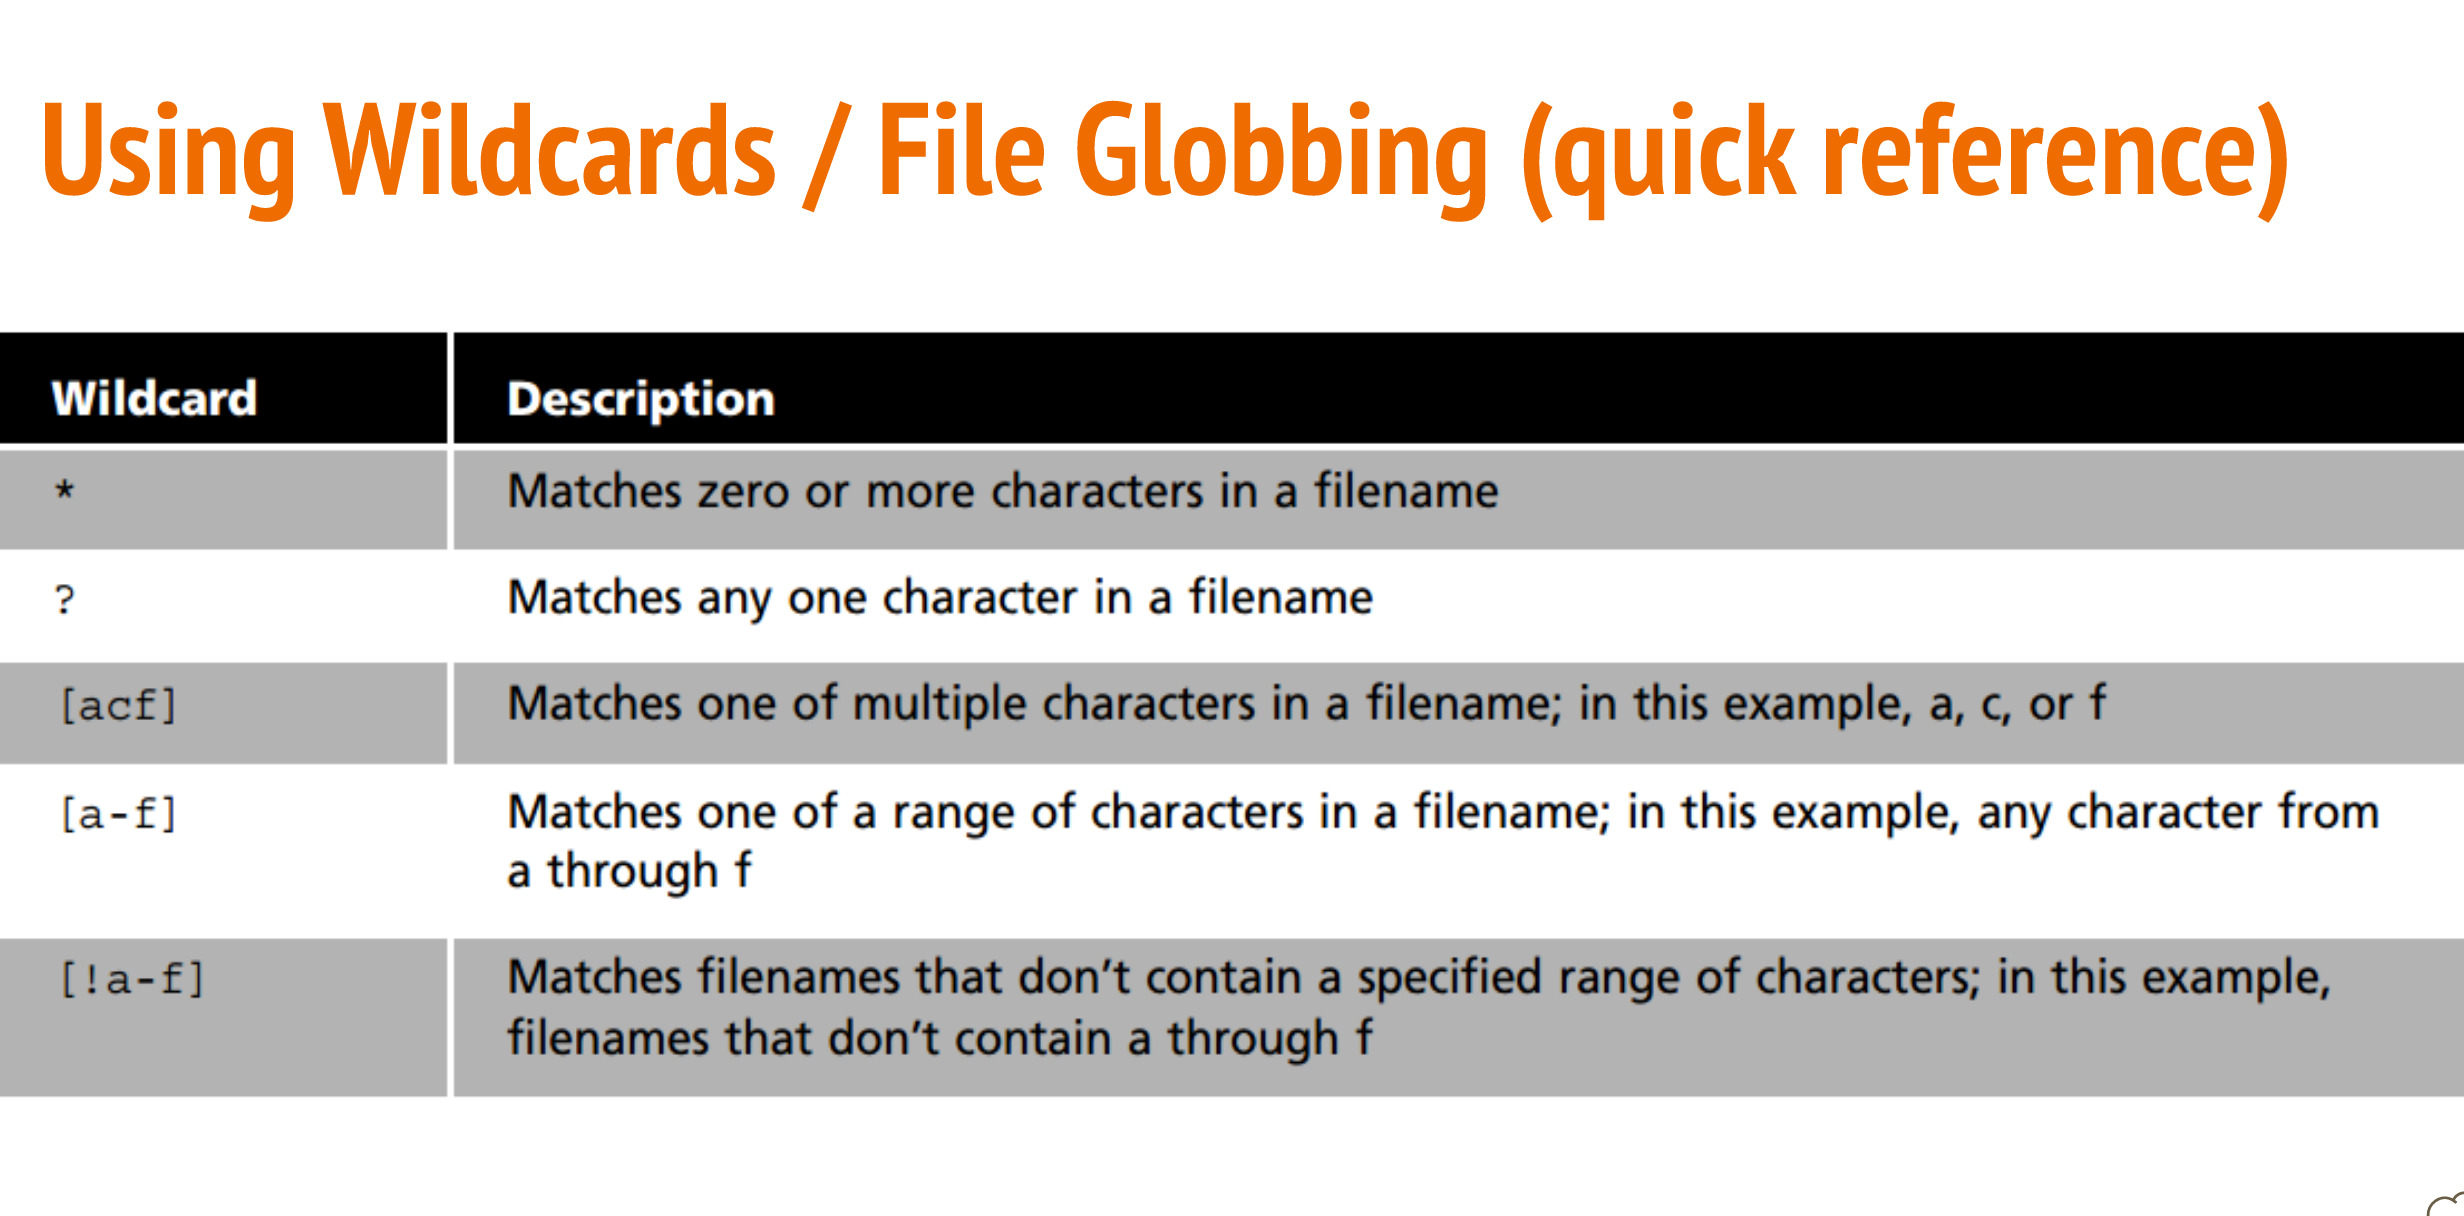 Using Wildcards / File Globbing (quick reference)
Wildcard Description
* Matches zero or more characters in a filename
? Matches any one character in a filename
[acf] Matches one of multiple characters in a filename; in this example, a, c, or f
[a-f] Matches one of a range of characters in a filename; in this example, any character from
a through f
[!a-f] Matches filenames that don’t contain a specified range of characters; in this example,
filenames that don’t contain a through f